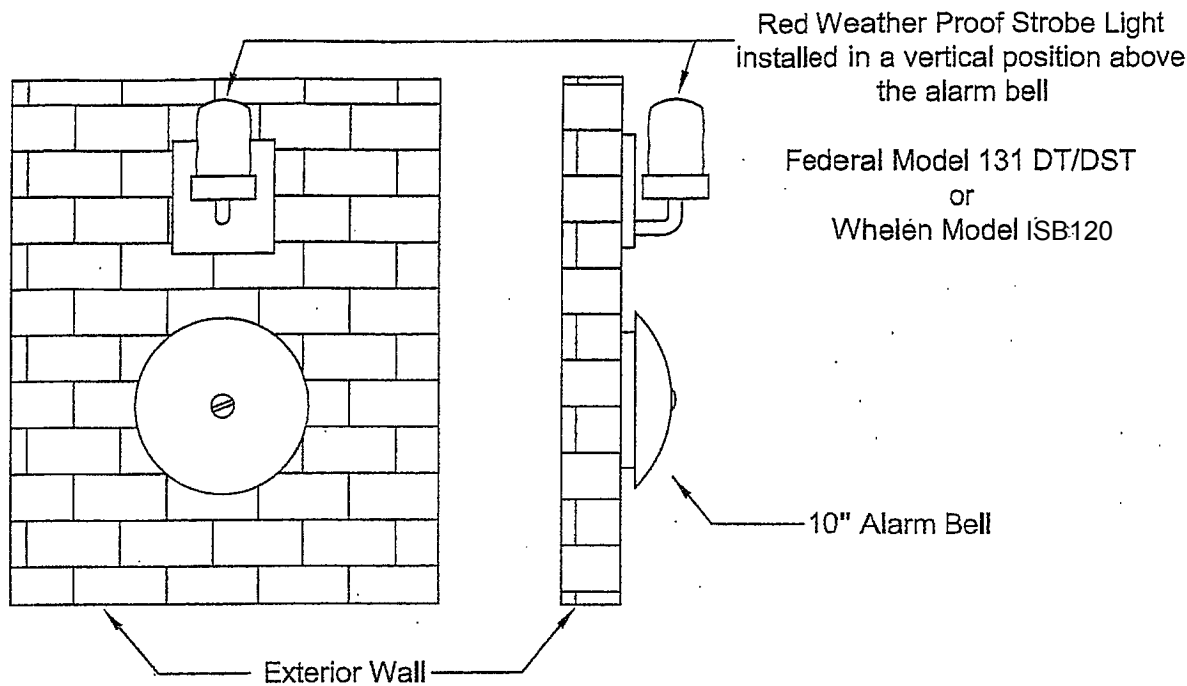 Red Weather Proof Strobe Light
installed in a vertical position above
the alarm bell
Federal Model 131 DT/DST
or
Whelen Model ISB120
10" Alarm Bell
Exterior Wall